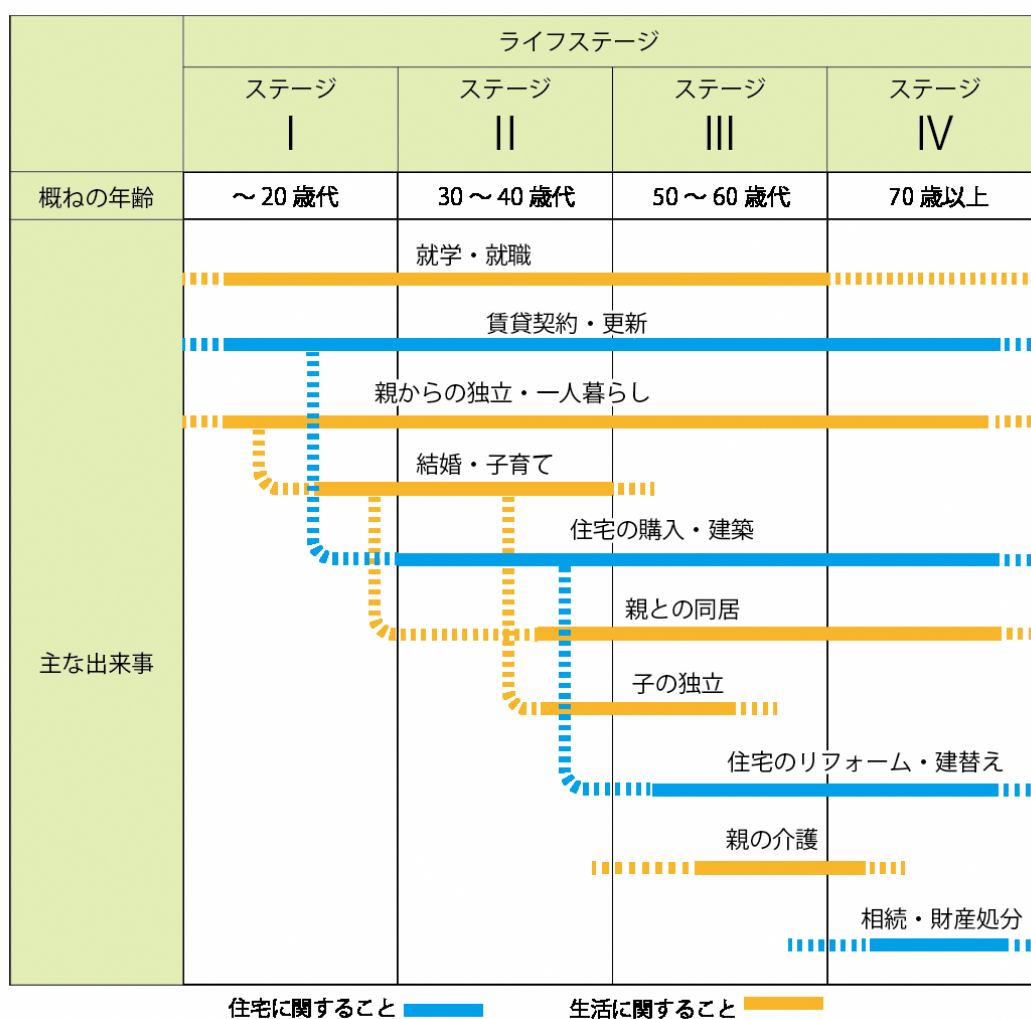 ライフステージ
ステージ ステージ ステージ ステージ
I II III IV
概ねの年齢 ～20歳代 30～40歳代 50～60歳代 70歳以上
就学・就職
賃貸契約・更新
親からの独立・一人暮らし
結婚・子育て
住宅の購入・建築
親との同居
主な出来事
子の独立
住宅のリフォーム・建替え
親の介護
相続・財産処分
住宅に関すること 生活に関すること